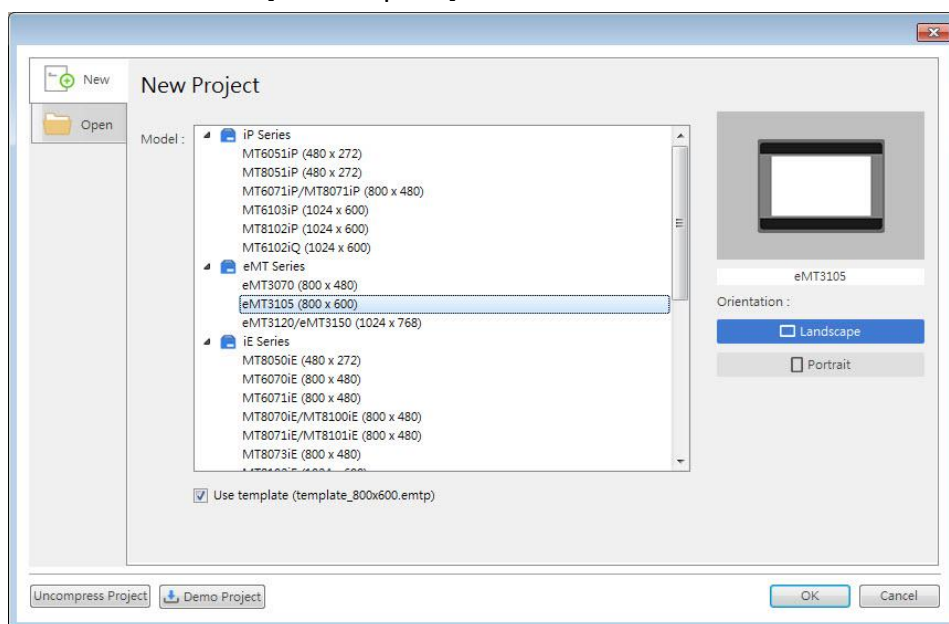 New
Open
New Project
Model :
iP Series
MT6051iP (480 x 272)
MT8051iP (480 x 272)
MT6071iP/MT8071iP (800 x 480)
MT6103iP (1024 x 600)
MT8102iP (1024 x 600)
MT6102iQ (1024 x 600)
eMT Series
eMT3070 (800 x 480)
eMT3105 (800 x 600)
eMT3120/eMT3150 (1024 x 768)
iE Series
MT8050iE (480 x 272)
MT6070iE (800 x 480)
MT6071iE (800 x 480)
MT8070iE/MT8100iE (800 x 480)
MT8071iE/MT8101iE (800 x 480)
MT8073iE (800 x 480)
Use template (template_800x600.emtp)
eMT3105
Orientation :
Landscape
Portrait
Uncompress Project
Demo Project
OK
Cancel